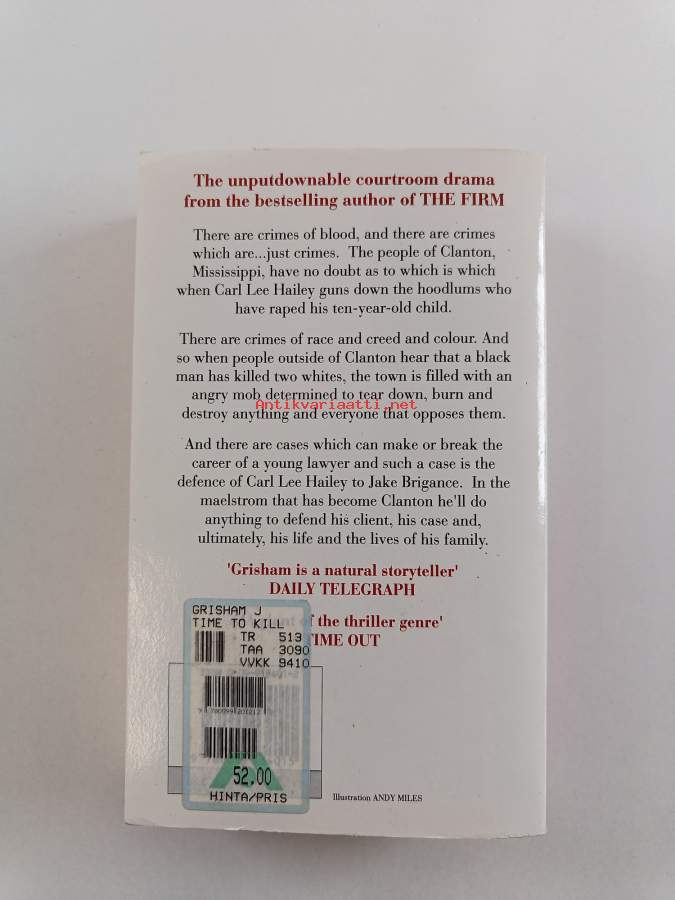 The unputdownable courtroom drama
from the bestselling author of THE FIRM
There are crimes of blood, and there are crimes
which are...just crimes. The people of Clanton,
Mississippi, have no doubt as to which is which
when Carl Lee Hailey guns down the hoodlums who
have raped his ten-year-old child.
There are crimes of race and creed and colour. And
so when people outside of Clanton hear that a black
man has killed two whites, the town is filled with an
angry mob determined to tear down, burn and
Antikvariaatti.net
destroy anything and everyone that opposes them.
And there are cases which can make or break the
career of a young lawyer and such a case is the
defence of Carl Lee Hailey to Jake Brigance. In the
maelstrom that has become Clanton he'll do
anything to defend his client, his case and,
ultimately, his life and the lives of his family.
'Grisham is a natural storyteller'
DAILY TELEGRAPH
of the thriller genre'
TIME OUT
GRISHAM J
TIME TO KILL
TR 513
TAA 3090
VVKK 9410
52.00
HINTA/PRIS
Illustration ANDY MILES